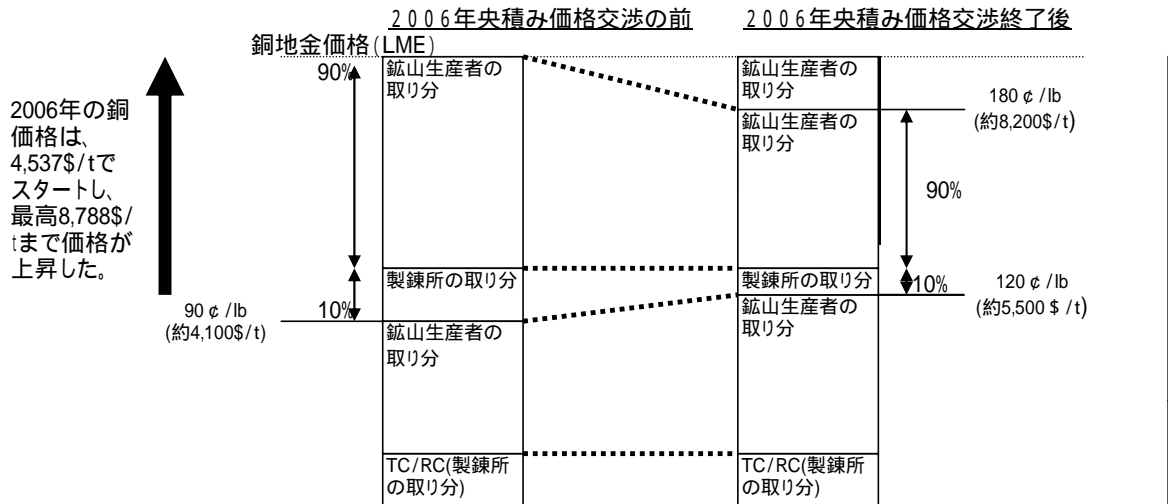 2006年央積み価格交渉の前
2006年央積み価格交渉終了後
銅地金価格(LME)
2006年の銅
価格は、
4,537$/tで
スタートし、
最高8,788$/
tまで価格が
上昇した。
90%
10%
90¢/lb
(約4,100$/t)
鉱山生産者の
取り分
製錬所の取り分
鉱山生産者の
取り分
TC/RC(製錬所
の取り分)
鉱山生産者の
取り分
鉱山生産者の
取り分
製錬所の取り分
鉱山生産者の
取り分
TC/RC(製錬所
の取り分)
180¢/lb
(約8,200$/t)
90%
10%
120¢/lb
(約5,500$/t)